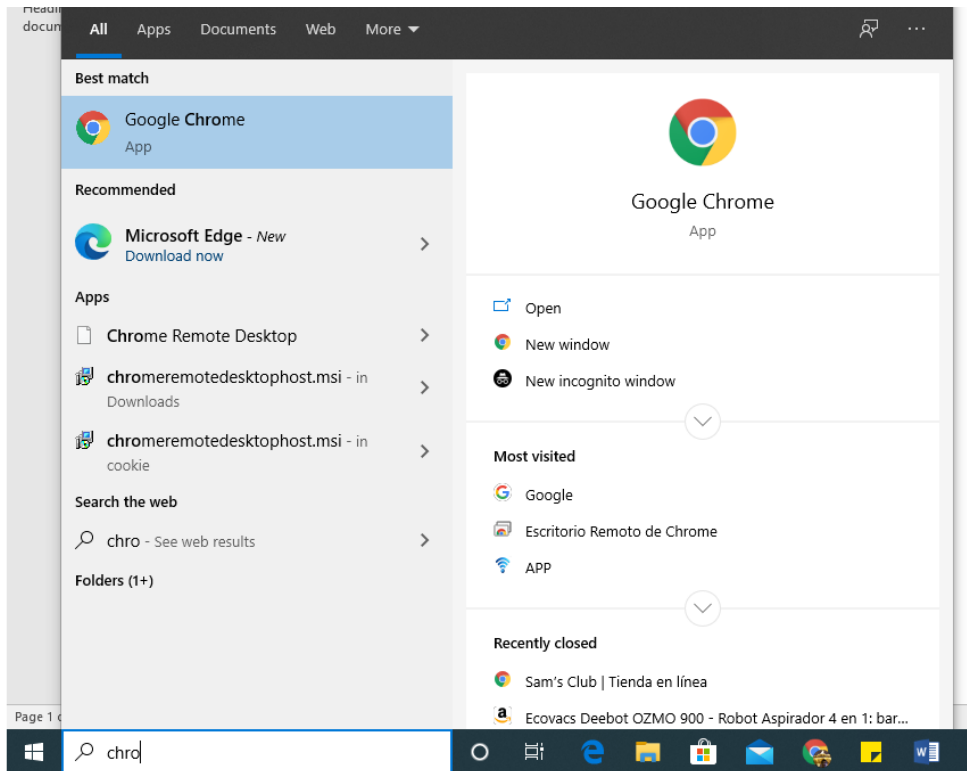 Headi
docum
All Apps Documents Web More
Best match
Google Chrome
App
Recommended
Microsoft Edge - New
Download now
Apps
Chrome Remote Desktop
chromeremotedesktophost.msi - in
Downloads
chromeremotedesktophost.msi - in
cookie
Search the web
chro - See web results
Folders (1+)
Google Chrome
App
Open
New window
New incognito window
Most visited
Google
Escritorio Remoto de Chrome
APP
Recently closed
Sam's Club | Tienda en línea
Ecovacs Deebot OZMO 900 - Robot Aspirador 4 en 1: bar...
Page 1 o
chro